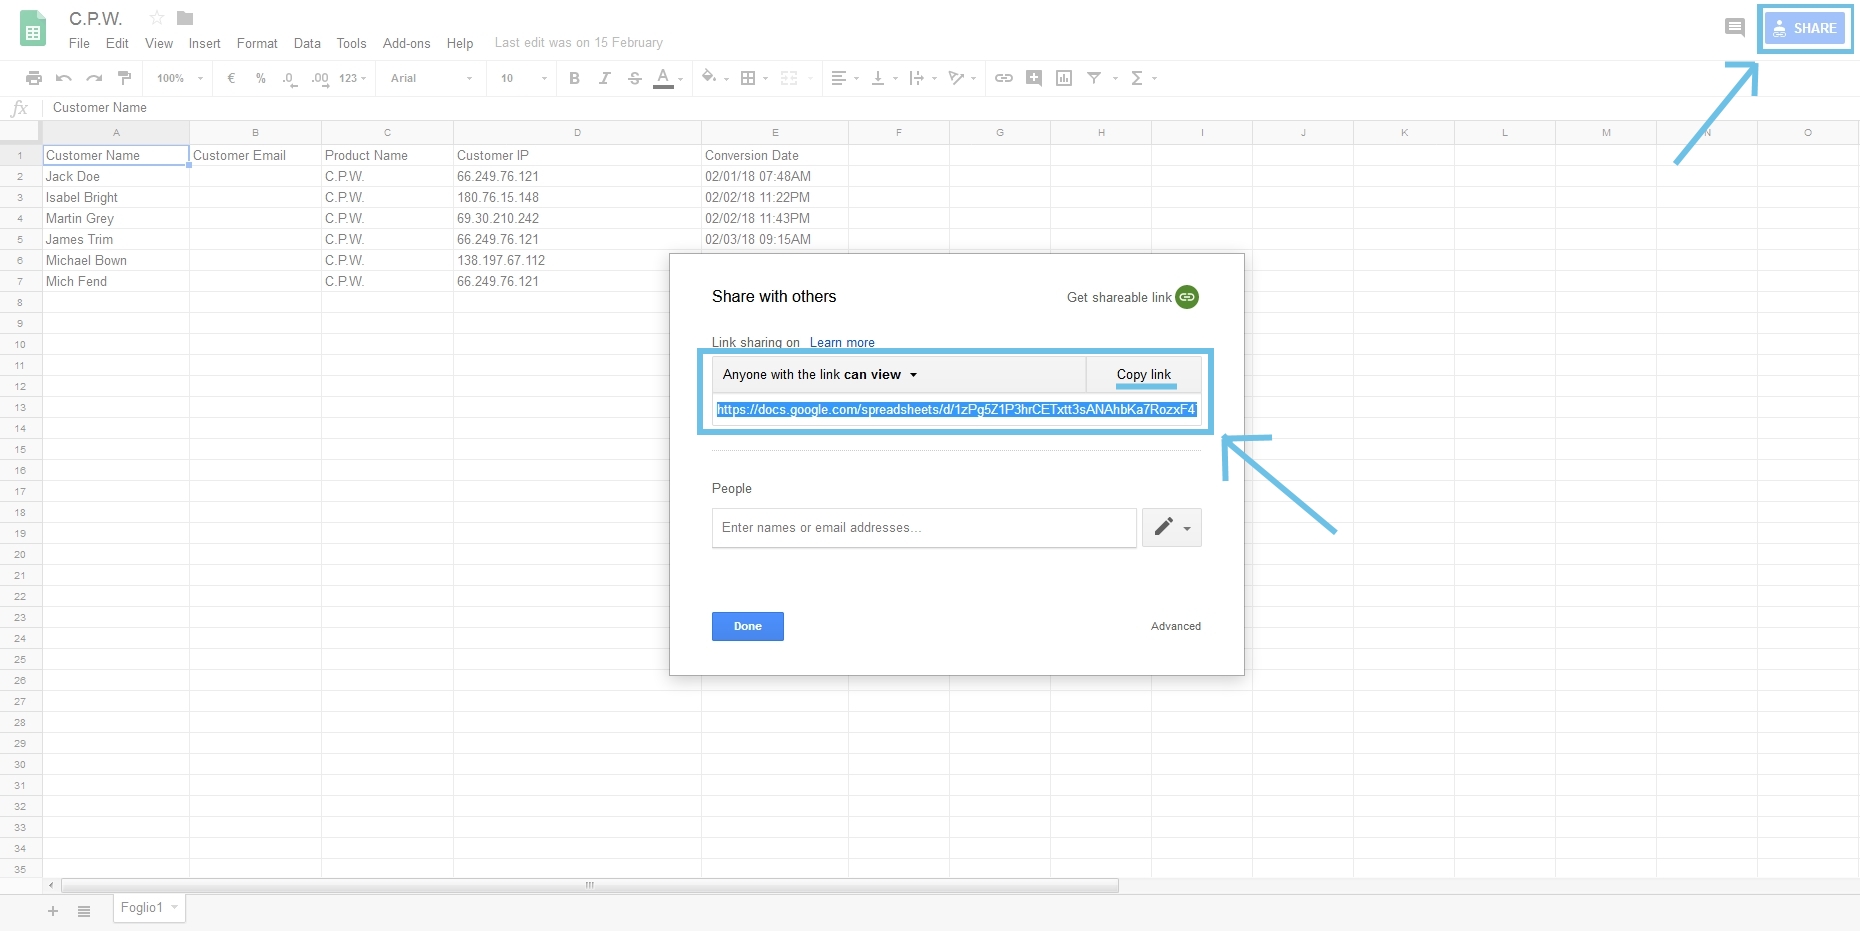 C.P.W.
File Edit View Insert Format Data Tools Add-ons Help Last edit was on 15 February
SHARE
100% € % .0 .00 123 Arial 10 B I S A Σ
fx Customer Name
A B C D E F G H I J K L M N O
1 Customer Name Customer Email Product Name Customer IP Conversion Date
2 Jack Doe C.P.W. 66.249.76.121 02/01/18 07:48AM
3 Isabel Bright C.P.W. 180.76.15.148 02/02/18 11:22PM
4 Martin Grey C.P.W. 69.30.210.242 02/02/18 11:43PM
5 James Trim C.P.W. 66.249.76.121 02/03/18 09:15AM
6 Michael Bown C.P.W. 138.197.67.112
7 Mich Fend C.P.W. 66.249.76.121
8
9
10
11
12
13
14
15
16
17
18
19
20
21
22
23
24
25
26
27
28
29
30
31
32
33
34
35
Share with others Get shareable link
Link sharing on Learn more
Anyone with the link can view Copy link
https://docs.google.com/spreadsheets/d/1zPg5Z1P3hrCETxtt3sANAhbKa7RozxF4
People
Enter names or email addresses...
Done Advanced
Foglio1